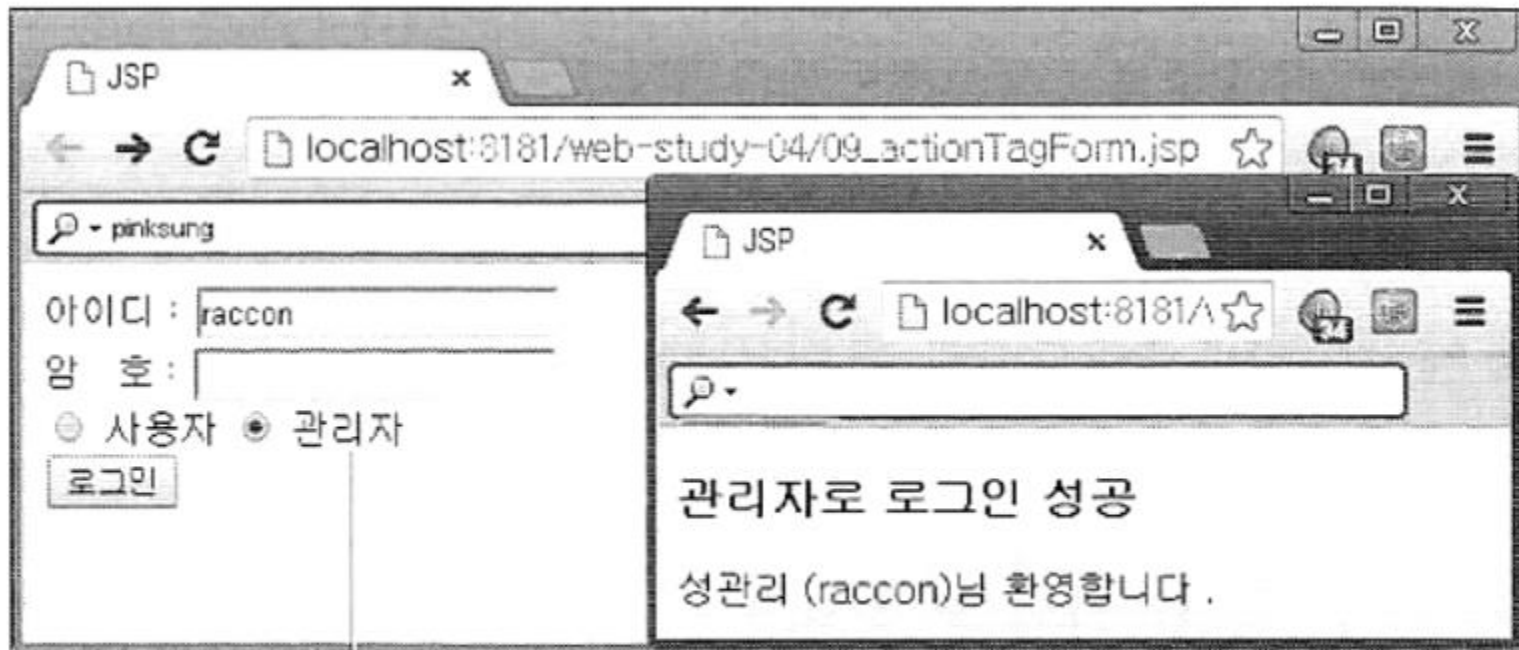 JSP
localhost:8181/web-study-04/09_actionTagForm.jsp
pinksung
아이디 : raccon
암 호 :
사용자 관리자
로그인
JSP
localhost:8181/\
관리자로 로그인 성공
성관리 (raccon)님 환영합니다 .